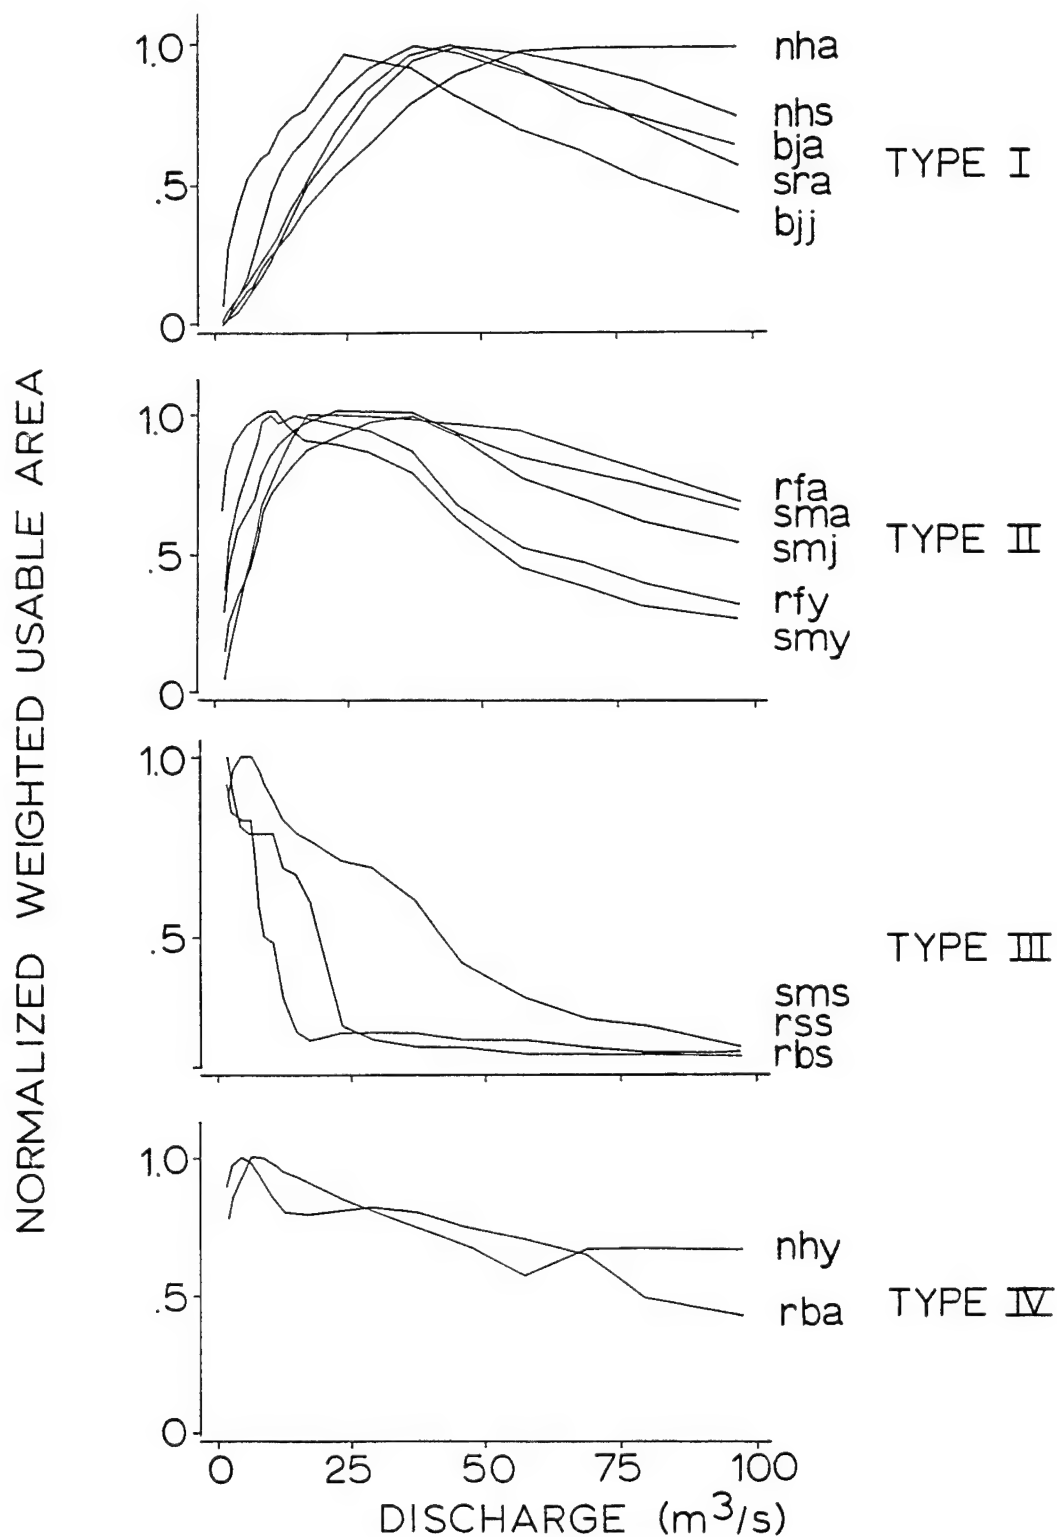 NORMALIZED WEIGHTED USABLE AREA
1.0
.5
0
nha
nhs
bja
sra
bjj
TYPE I
1.0
.5
0
rfa
sma
smj
rfy
smy
TYPE II
1.0
.5
sms
rss
rbs
TYPE III
1.0
.5
0
nhy
rba
TYPE IV
0 25 50 75 100
DISCHARGE (m³/s)